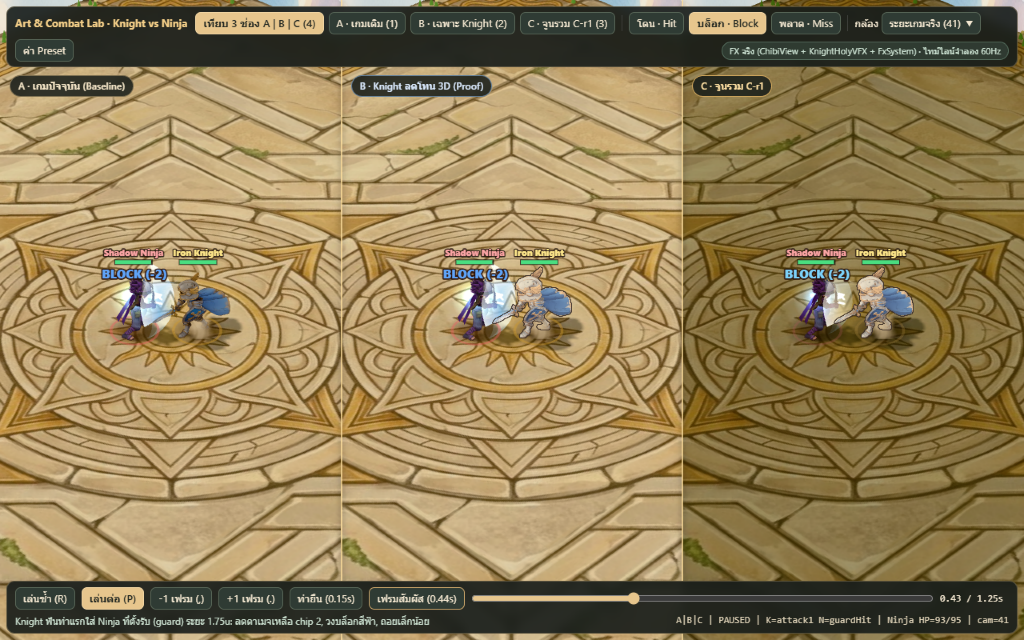 Art & Combat Lab · Knight vs Ninja
เทียบ 3 ช่อง A | B | C (4)
A · เกมเดิม (1)
B · เฉพาะ Knight (2)
C · จูนรวม C-r1 (3)
โดน · Hit
บล็อก · Block
พลาด · Miss
กล้อง
ระยะเกมจริง (41) ▼
ค่า Preset
FX จริง (ChibiView + KnightHolyVFX + FxSystem) · ไทม์ไลน์จำลอง 60Hz
A · เกมปัจจุบัน (Baseline)
B · Knight ลดโทน 3D (Proof)
C · จูนรวม C-r1
Shadow Ninja
Iron Knight
BLOCK (-2)
Shadow Ninja
Iron Knight
BLOCK (-2)
Shadow Ninja
Iron Knight
BLOCK (-2)
เล่นซ้ำ (R)
เล่นต่อ (P)
-1 เฟรม (,)
+1 เฟรม (.)
ท่ายืน (0.15s)
เฟรมสัมผัส (0.44s)
0.43 / 1.25s
Knight ฟันท่าแรกใส่ Ninja ที่ตั้งรับ (guard) ระยะ 1.75u: ลดดาเมจเหลือ chip 2, วงบล็อกสีฟ้า, ถอยเล็กน้อย
A|B|C | PAUSED | K=attack1 N=guardHit | Ninja HP=93/95 | cam=41